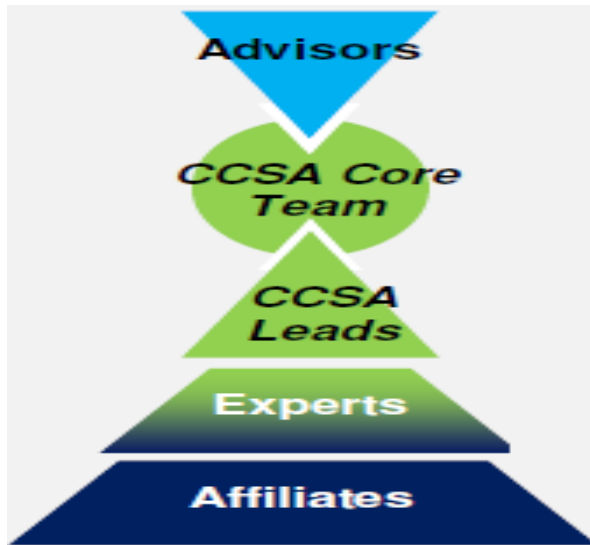 Advisors
CCSA Core
Team
CCSA
Leads
Experts
Affiliates